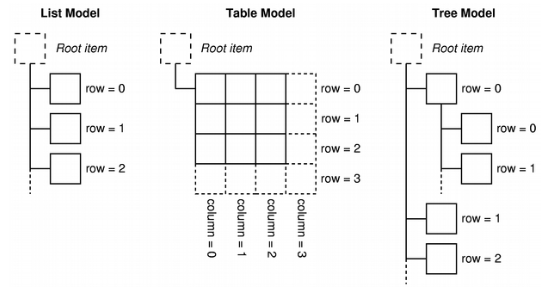 List Model
Root item
row = 0
row = 1
row = 2
Table Model
Root item
row = 0
row = 1
row = 2
row = 3
column = 0
column = 1
column = 2
column = 3
Tree Model
Root item
row = 0
row = 0
row = 1
row = 1
row = 2